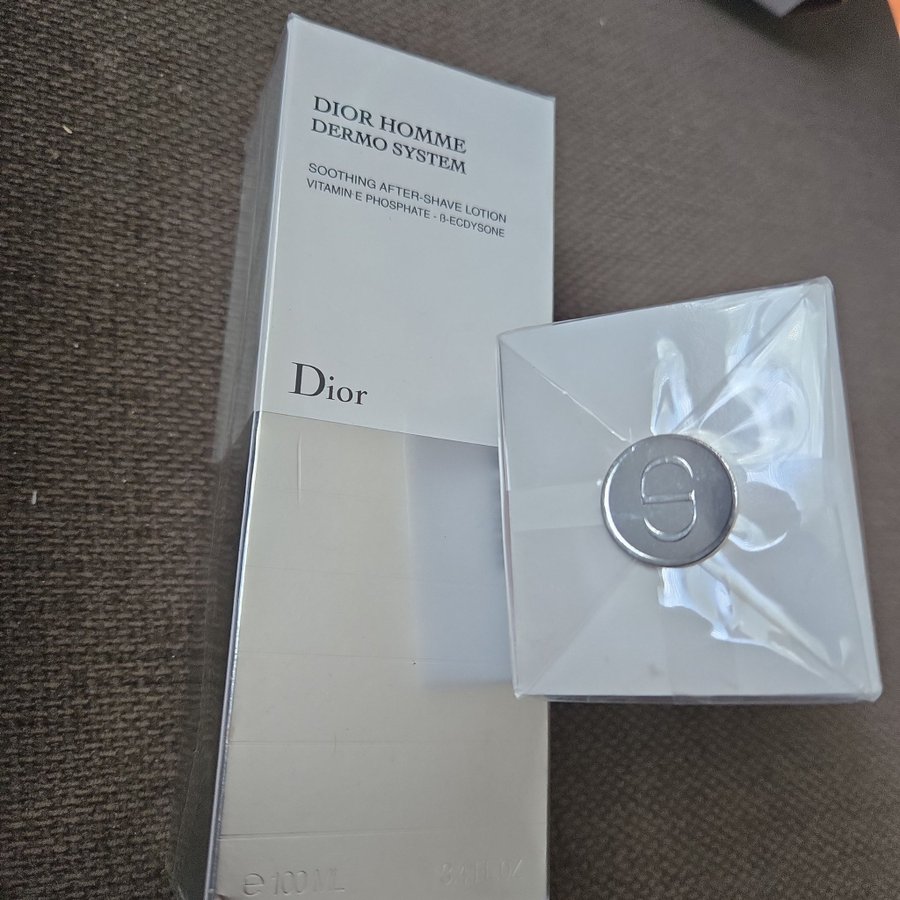 DIOR HOMME
DERMO SYSTEM
SOOTHING AFTER-SHAVE LOTION
VITAMIN-E PHOSPHATE - β-ECDYSONE
Dior
e 100 ML 3.4 FL OZ